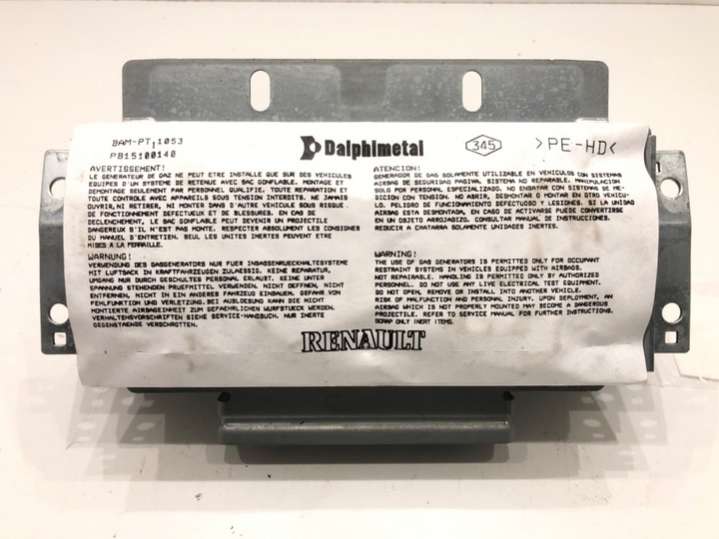 BAM-PT11053
PB15100140
Dalphimetal
345
>PE-HD<
AVERTISSEMENT!
LE GENERATEUR DE GAZ NE PEUT ETRE INSTALLE QUE SUR DES VEHICULES
EQUIPES D'UN SYSTEME DE RETENUE AVEC SAC GONFLABLE. MONTAGE ET
DEMONTAGE SEULEMENT PAR PERSONNEL QUALIFIE. TOUTE REPARATION ET
TOUTE CONTROLE AVEC APPAREILS SOUS TENSION INTERDITS. NE JAMAIS
OUVRIR,NI RETIRER, NI MONTER DANS D'AUTRE VEHICULE SOUS RISQUE
DE FONCTIONNEMENT DEFECTUEUX ET DE BLESSURES. EN CAS DE
DECLENCHEMENT, LE SAC GONFLABLE PEUT DEVENIR UN PROJECTILE
DANGEREUX S'IL N'EST PAS MONTE. RESPECTER ABSOLUMENT LES CONSIGNES
DU MANUEL D'ENTRETIEN. SEUL LES UNITES INERTES PEUVENT ETRE
MISES A LA FERRAILLE.
ATENCION!
GENERADOR DE GAS SOLAMENTE UTILIZABLE EN VEHICULOS CON SISTEMAS
AIRBAG DE SEGURIDAD PASIVA. SISTEMA NO REPARABLE. MANIPULACION
SOLO POR PERSONAL ESPECIALIZADO. NO ENSAYAR CON SISTEMAS DE ME-
DICION CON TENSION. NO ABRIR, DESMONTAR O MONTAR EN OTRO VEHICU-
LO. PELIGRO DE FUNCIONAMIENTO DEFECTUOSO Y LESIONES. SI LA UNIDAD
AIRBAG ESTA DESMONTADA, EN CASO DE ACTIVARSE PUEDE CONVERTIRSE
EN UN OBJETO ARROJADIZO. CONSULTAR MANUAL DE INSTRUCCIONES.
REDUCIR A CHATARRA SOLAMENTE UNIDADES INERTES.
WARNUNG!
VERWENDUNG DES GASGENERATORS NUR FUER INSASSENRUECKHALTESYSTEME
MIT LUFTSACK IN KRAFTFAHRZEUGEN ZULAESSIG. KEINE REPARATUR,
UMGANG NUR DURCH GESCHULTES PERSONAL ERLAUBT. KEINE UNTER
SPANNUNG STEHENDEN PRUEFMITTEL VERWENDEN. NICHT OEFFNEN, NICHT
ENTFERNEN, NICHT IN EIN ANDERES FAHRZEUG EINBAUEN. GEFAHR VON
FEHLFUNKTION UND VERLETZUNG.BEI AUSLOESUNG KANN DIE NICHT
MONTIERTE AIRBAGEINHEIT ZUM GEFAEHRLICHEN WURFSTUECK WERDEN.
VERHALTENSVORSCHRIFTEN SIEHE SERVICE-HANDBUCH. NUR INERTE
GEGENSTAENDE VERSCHROTTEN.
WARNING!
THE USE OF GAS GENERATORS IS PERMITTED ONLY FOR OCCUPANT
RESTRAINT SYSTEMS IN VEHICLES EQUIPPED WITH AIRBAGS.
NOT REPAIRABLE. HANDLING IS PERMITTED ONLY BY AUTHORIZED
PERSONNEL. DO NOT USE ANY LIVE ELECTRICAL TEST EQUIPMENT.
DO NOT OPEN, REMOVE OR INSTALL INTO ANOTHER VEHICLE.
RISK OF MALFUNCTION AND PERSONAL INJURY. UPON DEPLOYMENT, AN
AIRBAG WHICH IS NOT PROPERLY MOUNTED MAY BECOME A DANGEROUS
PROJECTILE. REFER TO SERVICE MANUAL FOR FURTHER INSTRUCTIONS.
SCRAP ONLY INERT ITEMS.
RENAULT